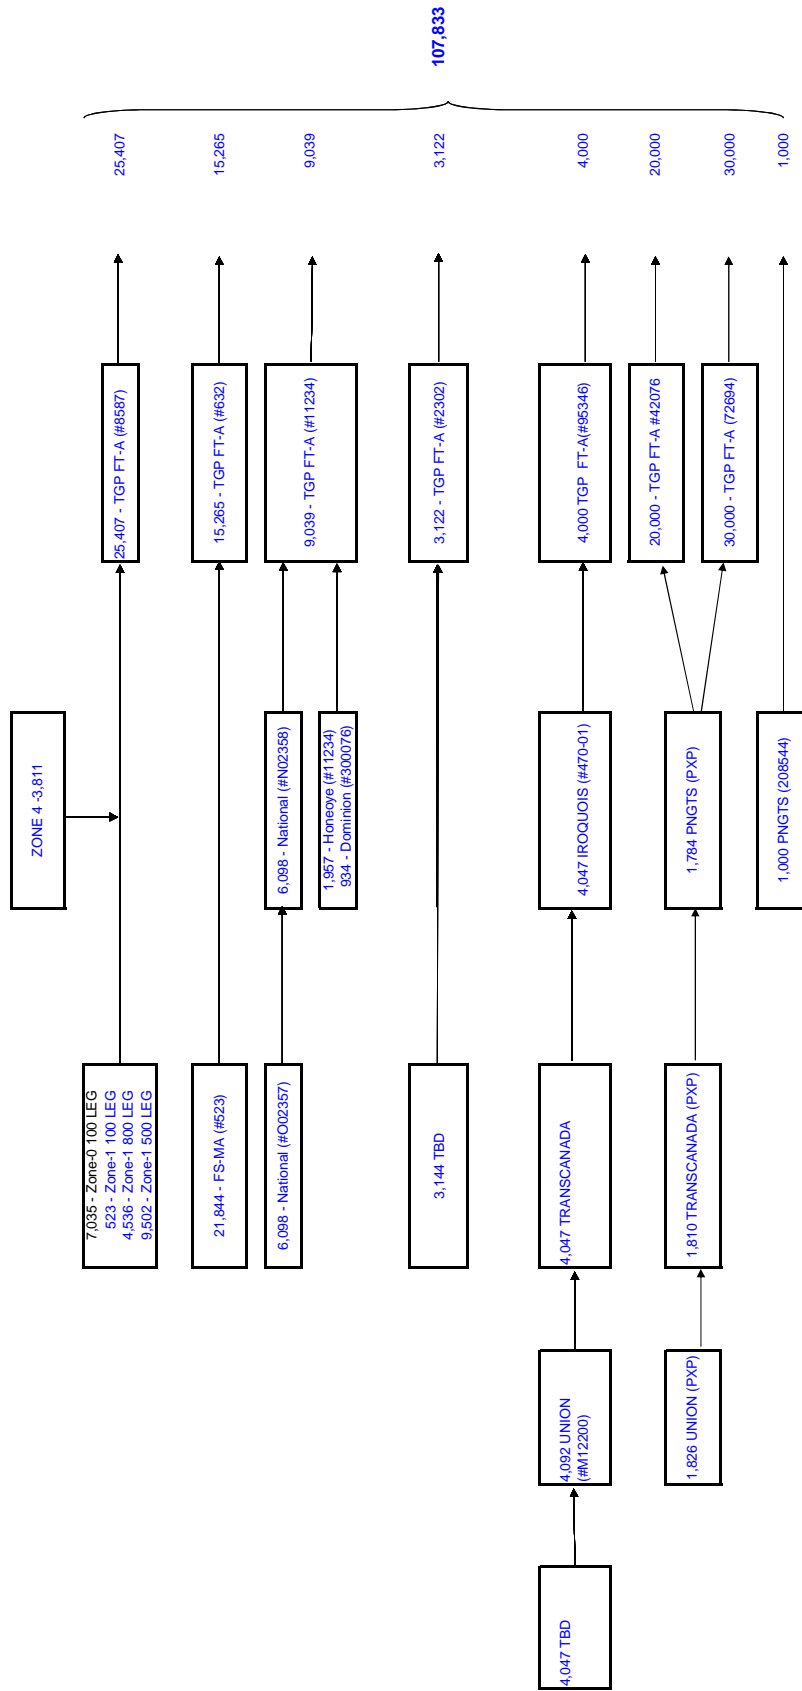 ZONE 4 -3,811
7,035 - Zone-0 100 LEG
523 - Zone-1 100 LEG
4,536 - Zone-1 800 LEG
9,502 - Zone-1 500 LEG
25,407 - TGP FT-A (#8587)
25,407
21,844 - FS-MA (#523)
15,265 - TGP FT-A (#632)
15,265
6,098 - National (#O02357)
6,098 - National (#N02358)
1,957 - Honeoye (#11234)
934 - Dominion (#300076)
9,039 - TGP FT-A (#11234)
9,039
3,144 TBD
3,122 - TGP FT-A (#2302)
3,122
107,833
4,047 TBD
4,092 UNION
(#M12200)
4,047 TRANSCANADA
4,047 IROQUOIS (#470-01)
4,000 TGP  FT-A(#95346)
4,000
1,826 UNION (PXP)
1,810 TRANSCANADA (PXP)
1,784 PNGTS (PXP)
20,000 - TGP FT-A #42076
20,000
30,000 - TGP FT-A (72694)
30,000
1,000 PNGTS (208544)
1,000